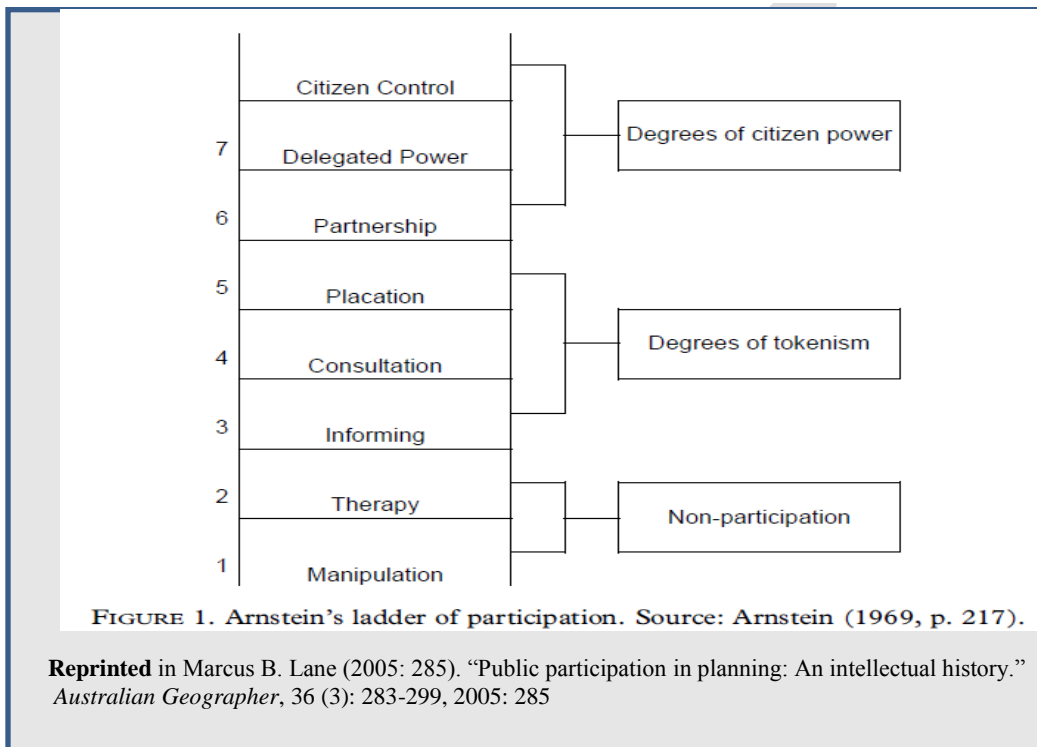 Citizen Control
7 Delegated Power
Degrees of citizen power
6 Partnership
5 Placation
4 Consultation
Degrees of tokenism
3 Informing
2 Therapy
1 Manipulation
Non-participation
FIGURE 1. Arnstein's ladder of participation. Source: Arnstein (1969, p. 217).
Reprinted in Marcus B. Lane (2005: 285). “Public participation in planning: An intellectual history.”
Australian Geographer, 36 (3): 283-299, 2005: 285